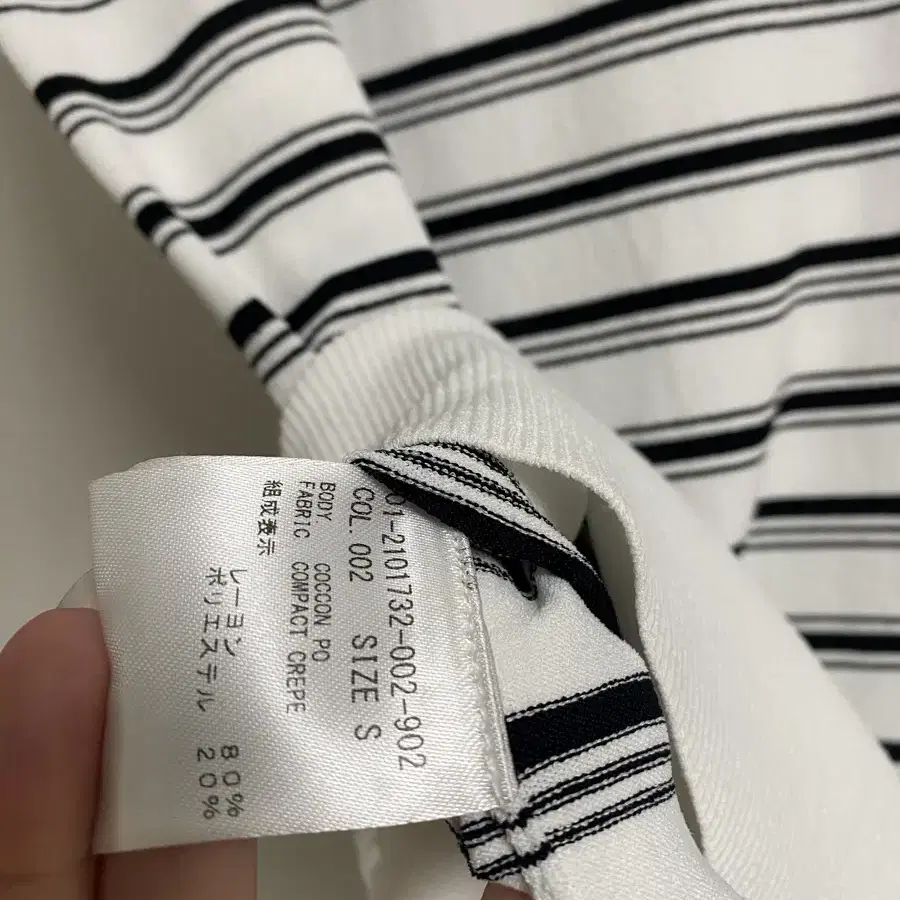 001-2101732-002-902
COL. 002 SIZE S
BODY COCOON PO
FABRIC COMPACT CREPE
組成表示
レーヨン 80%
ポリエステル 20%